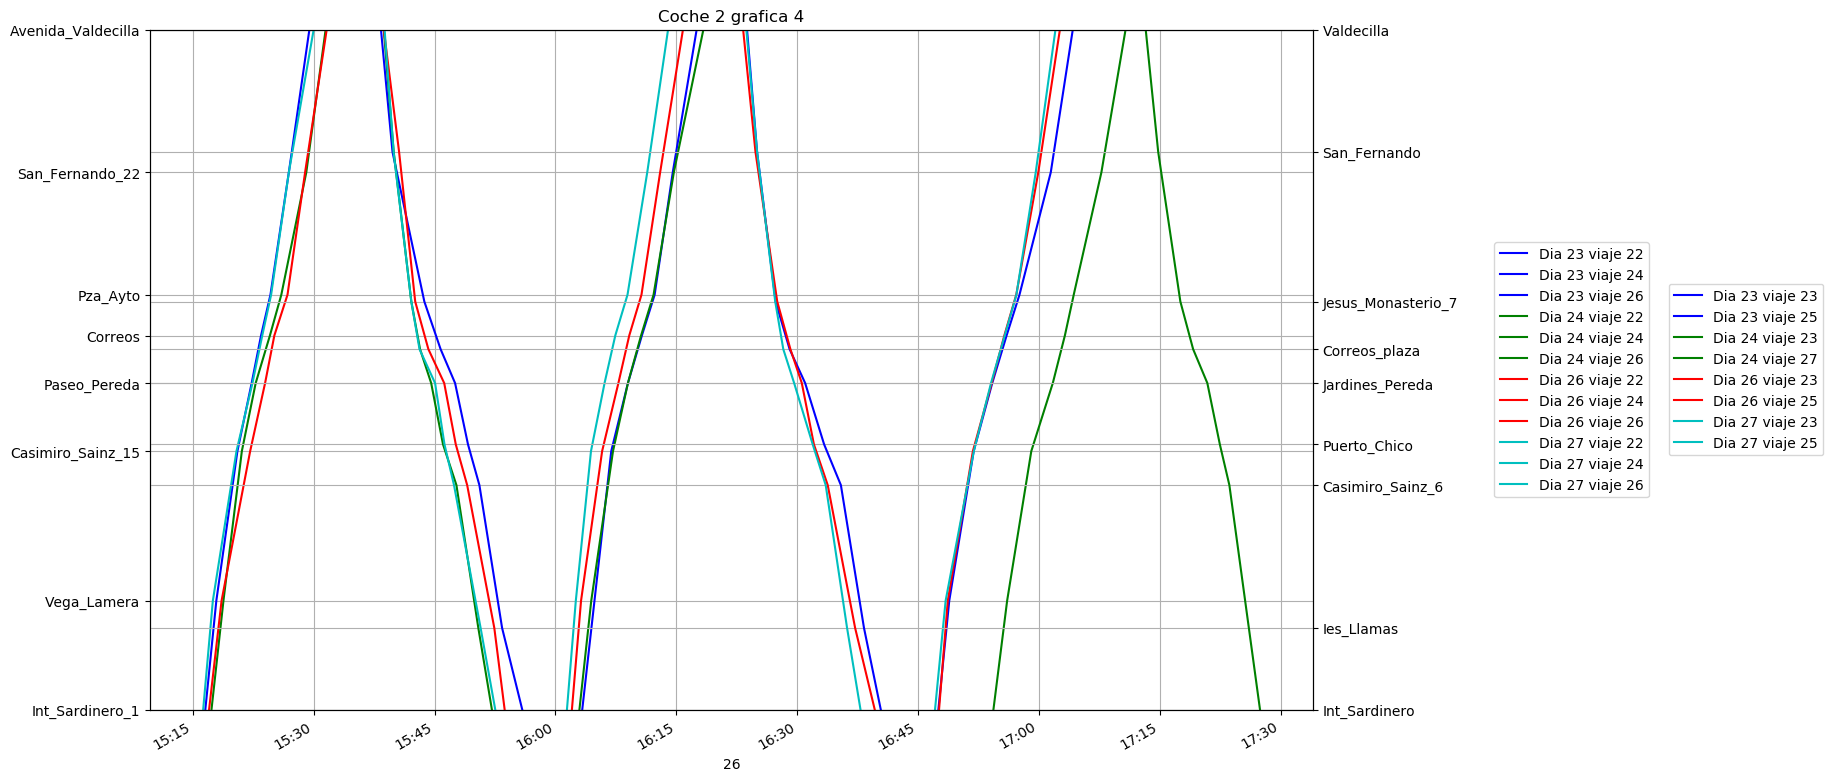 Coche 2 grafica 4
Avenida_Valdecilla
San_Fernando_22
Pza_Ayto
Correos
Paseo_Pereda
Casimiro_Sainz_15
Vega_Lamera
Int_Sardinero_1
Valdecilla
San_Fernando
Jesus_Monasterio_7
Correos_plaza
Jardines_Pereda
Puerto_Chico
Casimiro_Sainz_6
Ies_Llamas
Int_Sardinero
15:15
15:30
15:45
16:00
16:15
16:30
16:45
17:00
17:15
17:30
26
Dia 23 viaje 22
Dia 23 viaje 24
Dia 23 viaje 26
Dia 24 viaje 22
Dia 24 viaje 24
Dia 24 viaje 26
Dia 26 viaje 22
Dia 26 viaje 24
Dia 26 viaje 26
Dia 27 viaje 22
Dia 27 viaje 24
Dia 27 viaje 26
Dia 23 viaje 23
Dia 23 viaje 25
Dia 24 viaje 23
Dia 24 viaje 27
Dia 26 viaje 23
Dia 26 viaje 25
Dia 27 viaje 23
Dia 27 viaje 25